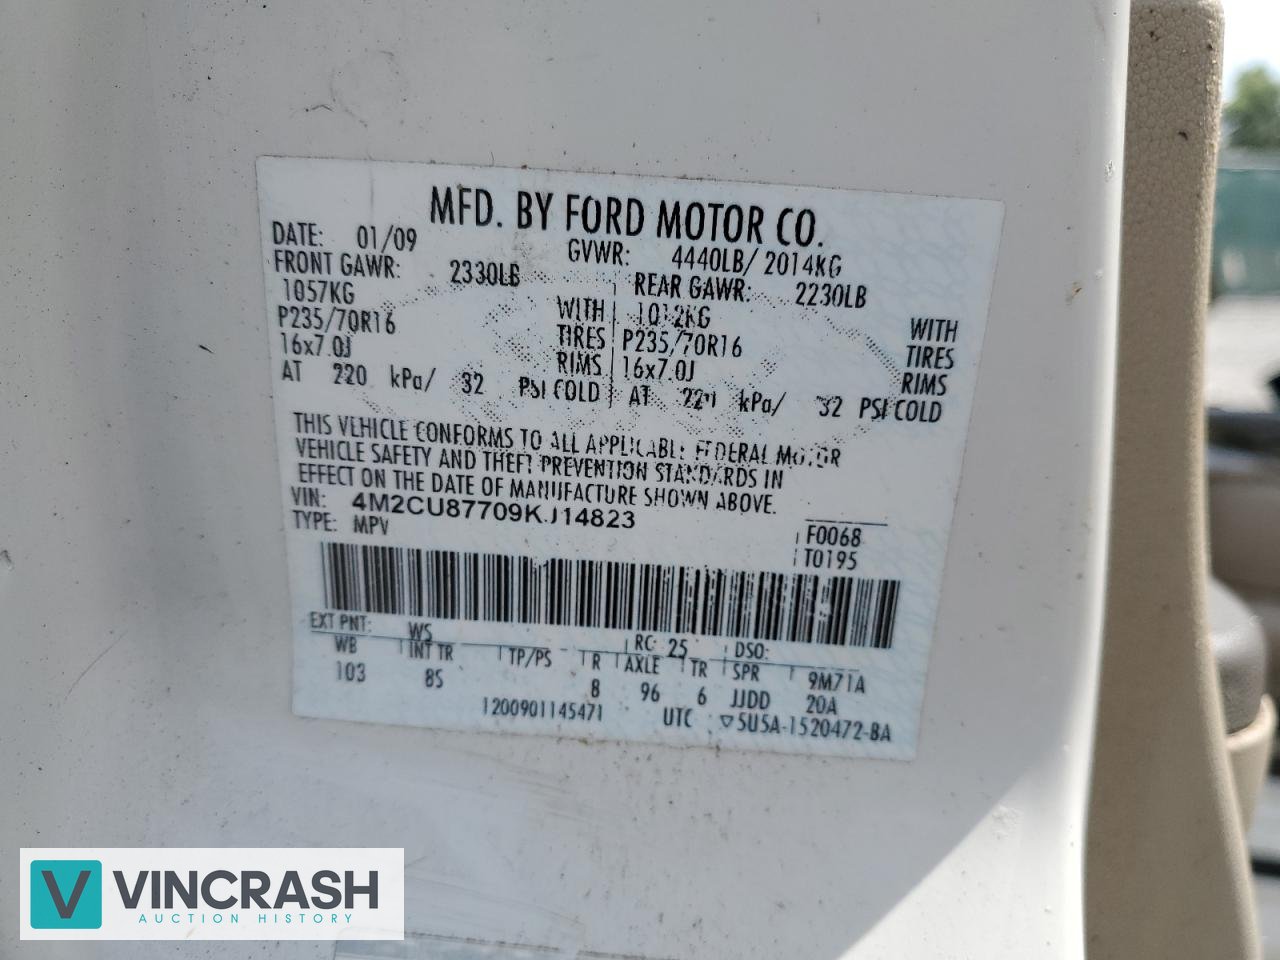 MFD. BY FORD MOTOR CO.
DATE: 01/09 GVWR: 4440LB/ 2014KG
FRONT GAWR: 2330LB REAR GAWR: 2230LB
1057KG WITH 1012KG WITH
P235/70R16 TIRES P235/70R16 TIRES
16x7.0J RIMS 16x7.0J RIMS
AT 220 kPa/ 32 PSI COLD AT 220 kPa/ 32 PSI COLD
THIS VEHICLE CONFORMS TO ALL APPLICABLE FEDERAL MOTOR
VEHICLE SAFETY AND THEFT PREVENTION STANDARDS IN
EFFECT ON THE DATE OF MANUFACTURE SHOWN ABOVE.
VIN: 4M2CU87709KJ14823
TYPE: MPV F0068
T0195
EXT PNT: WS RC: 25 DSO:
WB INT TR TP/PS R AXLE TR SPR 9M71A
103 8S 8 96 6 JJDD 20A
1200901145471 UTC ▽5U5A-1520472-BA
V VINCRASH
AUCTION HISTORY